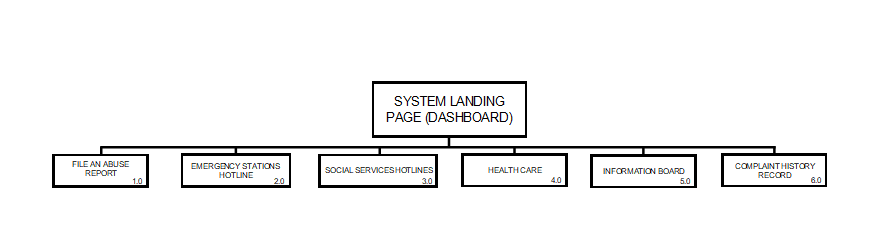 SYSTEM LANDING
PAGE (DASHBOARD)
FILE AN ABUSE
REPORT
1.0
EMERGENCY STATIONS
HOTLINE
2.0
SOCIAL SERVICES HOTLINES
3.0
HEALTH CARE
4.0
INFORMATION BOARD
5.0
COMPLAINT HISTORY
RECORD
6.0